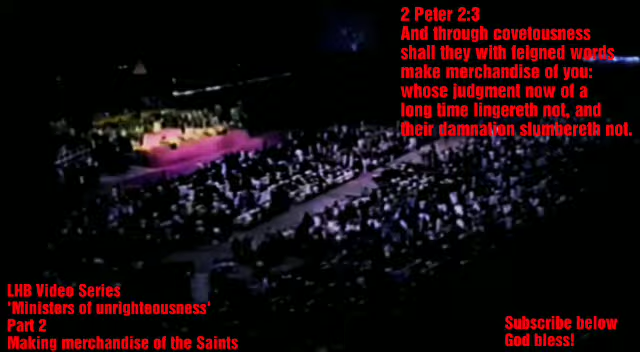 2 Peter 2:3
And through covetousness
shall they with feigned words
make merchandise of you:
whose judgment now of a
long time lingereth not, and
their damnation slumbereth not.
LHB Video Series
'Ministers of unrighteousness'
Part 2
Making merchandise of the Saints
Subscribe below
God bless!